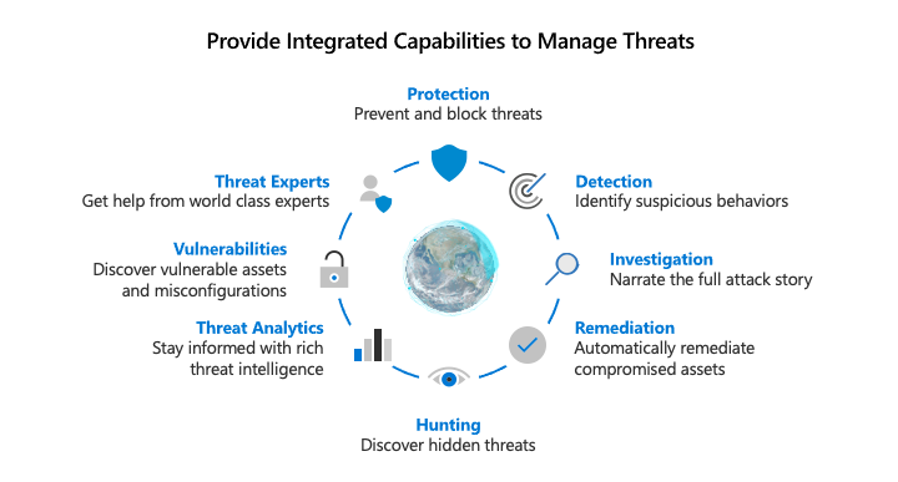 Provide Integrated Capabilities to Manage Threats
Protection
Prevent and block threats
Detection
Identify suspicious behaviors
Investigation
Narrate the full attack story
Remediation
Automatically remediate
compromised assets
Hunting
Discover hidden threats
Threat Analytics
Stay informed with rich
threat intelligence
Vulnerabilities
Discover vulnerable assets
and misconfigurations
Threat Experts
Get help from world class experts